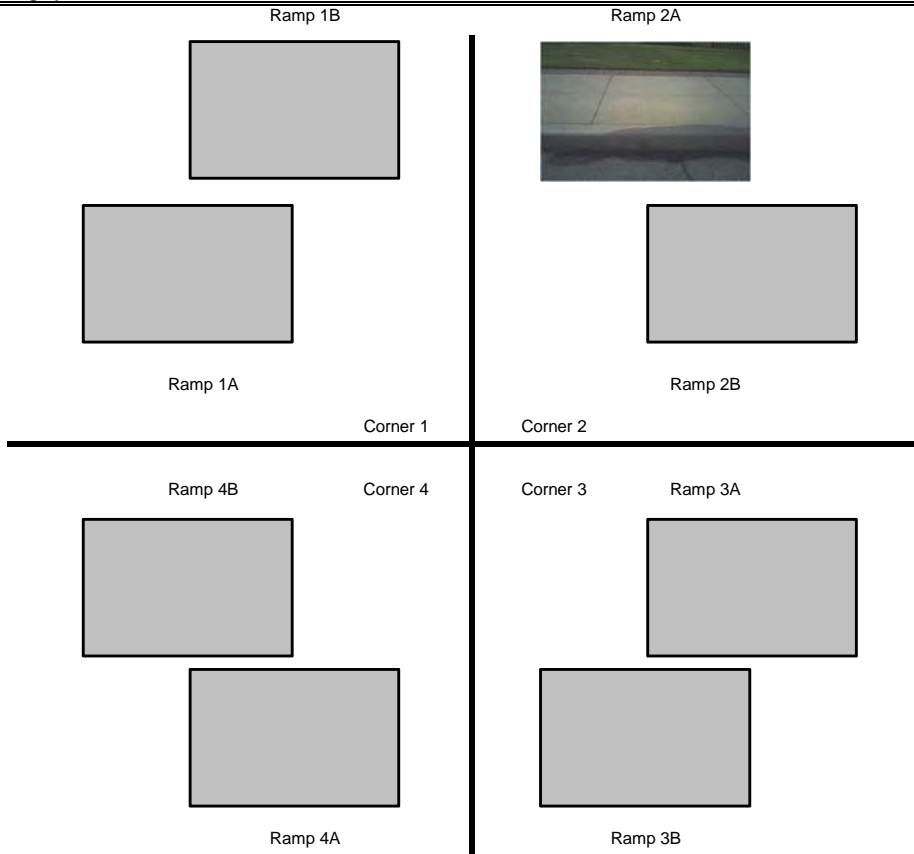 Ramp 1B Ramp 2A
Ramp 1A Ramp 2B
Corner 1 Corner 2
Ramp 4B Corner 4 Corner 3 Ramp 3A
Ramp 4A Ramp 3B